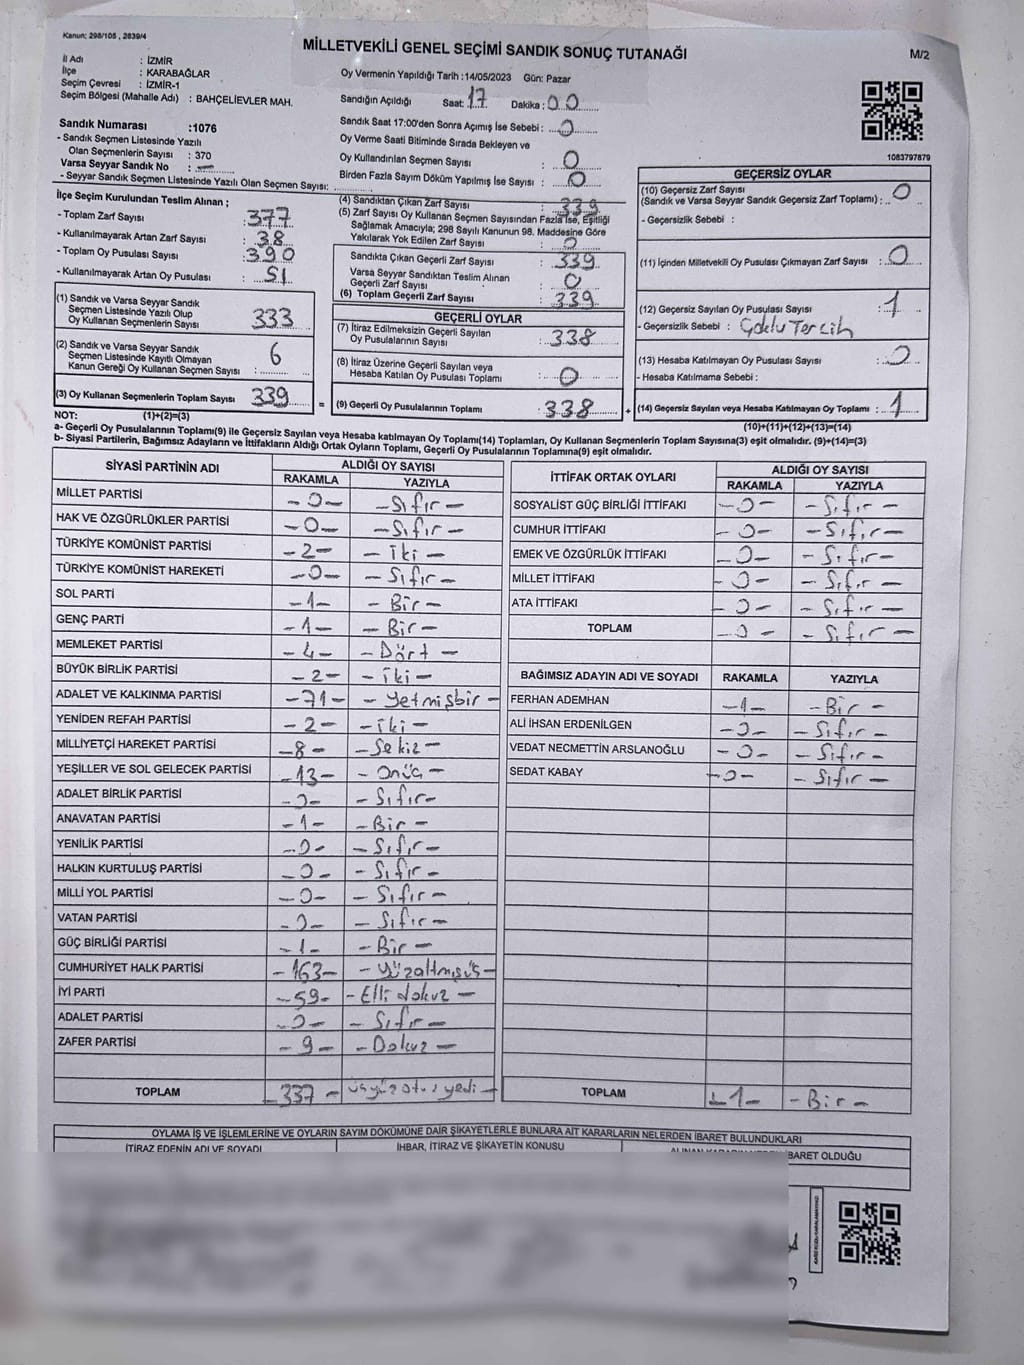 Kanun: 298/105 , 2839/4
MİLLETVEKİLİ GENEL SEÇİMİ SANDIK SONUÇ TUTANAĞI
M/2
İl Adı : İZMİR
İlçe : KARABAĞLAR
Seçim Çevresi : İZMİR-1
Seçim Bölgesi (Mahalle Adı) : BAHÇELİEVLER MAH.
Sandık Numarası :1076
- Sandık Seçmen Listesinde Yazılı
Olan Seçmenlerin Sayısı : 370
Varsa Seyyar Sandık No : —
- Seyyar Sandık Seçmen Listesinde Yazılı Olan Seçmen Sayısı:
Oy Vermenin Yapıldığı Tarih :14/05/2023 Gün: Pazar
Sandığın Açıldığı Saat: 17 Dakika : 00
Sandık Saat 17:00'den Sonra Açımış İse Sebebi : 0
Oy Verme Saati Bitiminde Sırada Bekleyen ve
Oy Kullandırılan Seçmen Sayısı : 0
Birden Fazla Sayım Döküm Yapılmış İse Sayısı : 0
1083797879
İlçe Seçim Kurulundan Teslim Alınan ;
- Toplam Zarf Sayısı : 377
- Kullanılmayarak Artan Zarf Sayısı : 38
- Toplam Oy Pusulası Sayısı : 390
- Kullanılmayarak Artan Oy Pusulası : 51
(1) Sandık ve Varsa Seyyar Sandık
Seçmen Listesinde Yazılı Olup
Oy Kullanan Seçmenlerin Sayısı 333
(2) Sandık ve Varsa Seyyar Sandık
Seçmen Listesinde Kayıtlı Olmayan
Kanun Gereği Oy Kullanan Seçmen Sayısı : 6
(3) Oy Kullanan Seçmenlerin Toplam Sayısı 339
(4) Sandıktan Çıkan Zarf Sayısı : 339
(5) Zarf Sayısı Oy Kullanan Seçmen Sayısından Fazla İse, Eşitliği
Sağlamak Amacıyla; 298 Sayılı Kanunun 98. Maddesine Göre
Yakılarak Yok Edilen Zarf Sayısı : 0
Sandıkta Çıkan Geçerli Zarf Sayısı : 339
Varsa Seyyar Sandıktan Teslim Alınan
Geçerli Zarf Sayısı : 0
(6) Toplam Geçerli Zarf Sayısı : 339
GEÇERLİ OYLAR
(7) İtiraz Edilmeksizin Geçerli Sayılan
Oy Pusulalarının Sayısı : 338
(8) İtiraz Üzerine Geçerli Sayılan veya
Hesaba Katılan Oy Pusulası Toplamı : 0
= (9) Geçerli Oy Pusulalarının Toplamı : 338
GEÇERSİZ OYLAR
(10) Geçersiz Zarf Sayısı
(Sandık ve Varsa Seyyar Sandık Geçersiz Zarf Toplamı) : 0
- Geçersizlik Sebebi :
(11) İçinden Milletvekili Oy Pusulası Çıkmayan Zarf Sayısı : 0
(12) Geçersiz Sayılan Oy Pusulası Sayısı : 1
- Geçersizlik Sebebi : Çoklu Tercih
(13) Hesaba Katılmayan Oy Pusulası Sayısı : 0
- Hesaba Katılmama Sebebi :
+ (14) Geçersiz Sayılan veya Hesaba Katılmayan Oy Toplamı : 1
NOT: (1)+(2)=(3)
(10)+(11)+(12)+(13)=(14)
a- Geçerli Oy Pusulalarının Toplamı(9) ile Geçersiz Sayılan veya Hesaba katılmayan Oy Toplamı(14) Toplamları, Oy Kullanan Seçmenlerin Toplam Sayısına(3) eşit olmalıdır. (9)+(14)=(3)
b- Siyasi Partilerin, Bağımsız Adayların ve İttifakların Aldığı Ortak Oyların Toplamı, Geçerli Oy Pusulalarının Toplamına(9) eşit olmalıdır.
SİYASİ PARTİNİN ADI ALDIĞI OY SAYISI
RAKAMLA YAZIYLA
MİLLET PARTİSİ -0- -Sıfır-
HAK VE ÖZGÜRLÜKLER PARTİSİ -0- -Sıfır-
TÜRKİYE KOMÜNİST PARTİSİ -2- -İki-
TÜRKİYE KOMÜNİST HAREKETİ -0- -Sıfır-
SOL PARTİ -1- -Bir-
GENÇ PARTİ -1- -Bir-
MEMLEKET PARTİSİ -4- -Dört-
BÜYÜK BİRLİK PARTİSİ -2- -İki-
ADALET VE KALKINMA PARTİSİ -71- -Yetmişbir-
YENİDEN REFAH PARTİSİ -2- -İki-
MİLLİYETÇİ HAREKET PARTİSİ -8- -Sekiz-
YEŞİLLER VE SOL GELECEK PARTİSİ -13- -Onüç-
ADALET BİRLİK PARTİSİ -0- -Sıfır-
ANAVATAN PARTİSİ -1- -Bir-
YENİLİK PARTİSİ -0- -Sıfır-
HALKIN KURTULUŞ PARTİSİ -0- -Sıfır-
MİLLİ YOL PARTİSİ -0- -Sıfır-
VATAN PARTİSİ -0- -Sıfır-
GÜÇ BİRLİĞİ PARTİSİ -1- -Bir-
CUMHURİYET HALK PARTİSİ -163- -Yüzaltmışüç-
İYİ PARTİ -59- -Elli dokuz-
ADALET PARTİSİ -0- -Sıfır-
ZAFER PARTİSİ -9- -Dokuz-
TOPLAM -337- üçyüzotuz yedi-
İTTİFAK ORTAK OYLARI ALDIĞI OY SAYISI
RAKAMLA YAZIYLA
SOSYALİST GÜÇ BİRLİĞİ İTTİFAKI -0- -Sıfır-
CUMHUR İTTİFAKI -0- -Sıfır-
EMEK VE ÖZGÜRLÜK İTTİFAKI -0- -Sıfır-
MİLLET İTTİFAKI -0- -Sıfır-
ATA İTTİFAKI -0- -Sıfır-
TOPLAM -0- -Sıfır-
BAĞIMSIZ ADAYIN ADI VE SOYADI RAKAMLA YAZIYLA
FERHAN ADEMHAN -1- -Bir-
ALİ İHSAN ERDENİLGEN -0- -Sıfır-
VEDAT NECMETTİN ARSLANOĞLU -0- -Sıfır-
SEDAT KABAY -0- -Sıfır-
TOPLAM -1- -Bir-
OYLAMA İŞ VE İŞLEMLERİNE VE OYLARIN SAYIM DÖKÜMÜNE DAİR ŞİKAYETLERLE BUNLARA AİT KARARLARIN NELERDEN İBARET BULUNDUKLARI
İTİRAZ EDENİN ADI VE SOYADI İHBAR, İTİRAZ VE ŞİKAYETİN KONUSU
İBARET OLDUĞU